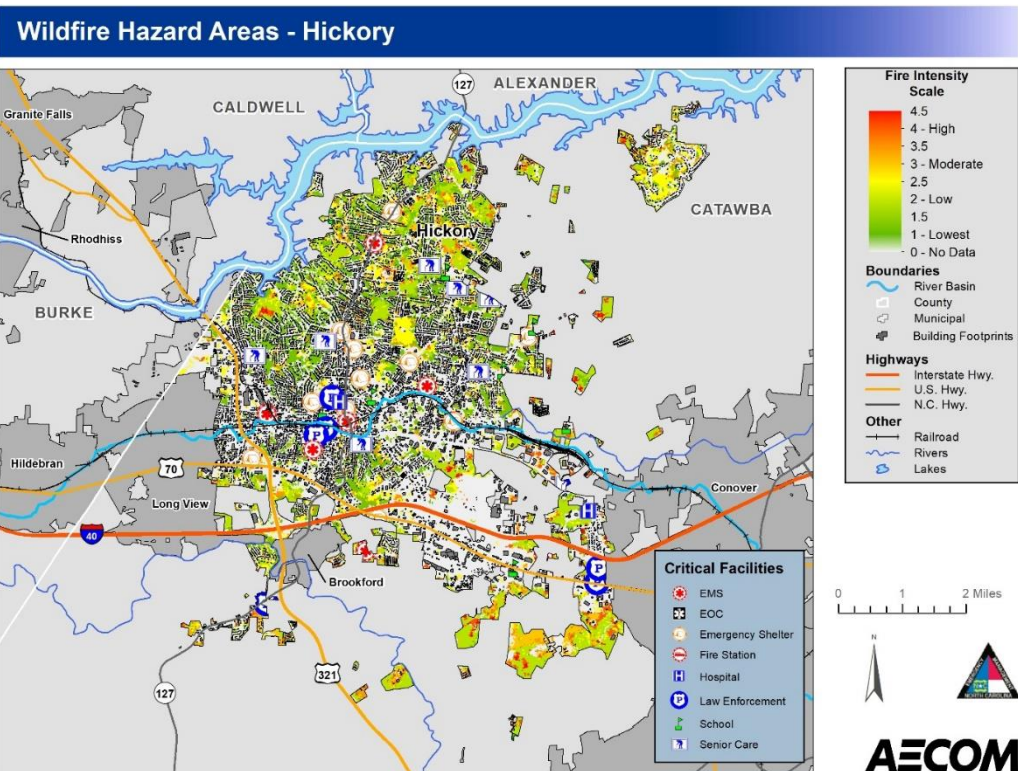 Wildfire Hazard Areas - Hickory
127
ALEXANDER
CALDWELL
Granite Falls
CATAWBA
Hickory
Rhodhiss
BURKE
Hildebran
70
Long View
Conover
40
Brookford
321
127
Fire Intensity
Scale
4.5
4 - High
3.5
3 - Moderate
2.5
2 - Low
1.5
1 - Lowest
0 - No Data
Boundaries
River Basin
County
Municipal
Building Footprints
Highways
Interstate Hwy.
U.S. Hwy.
N.C. Hwy.
Other
Railroad
Rivers
Lakes
Critical Facilities
EMS
EOC
Emergency Shelter
Fire Station
H Hospital
P Law Enforcement
School
Senior Care
0 1 2 Miles
N
NORTH CAROLINA
AECOM